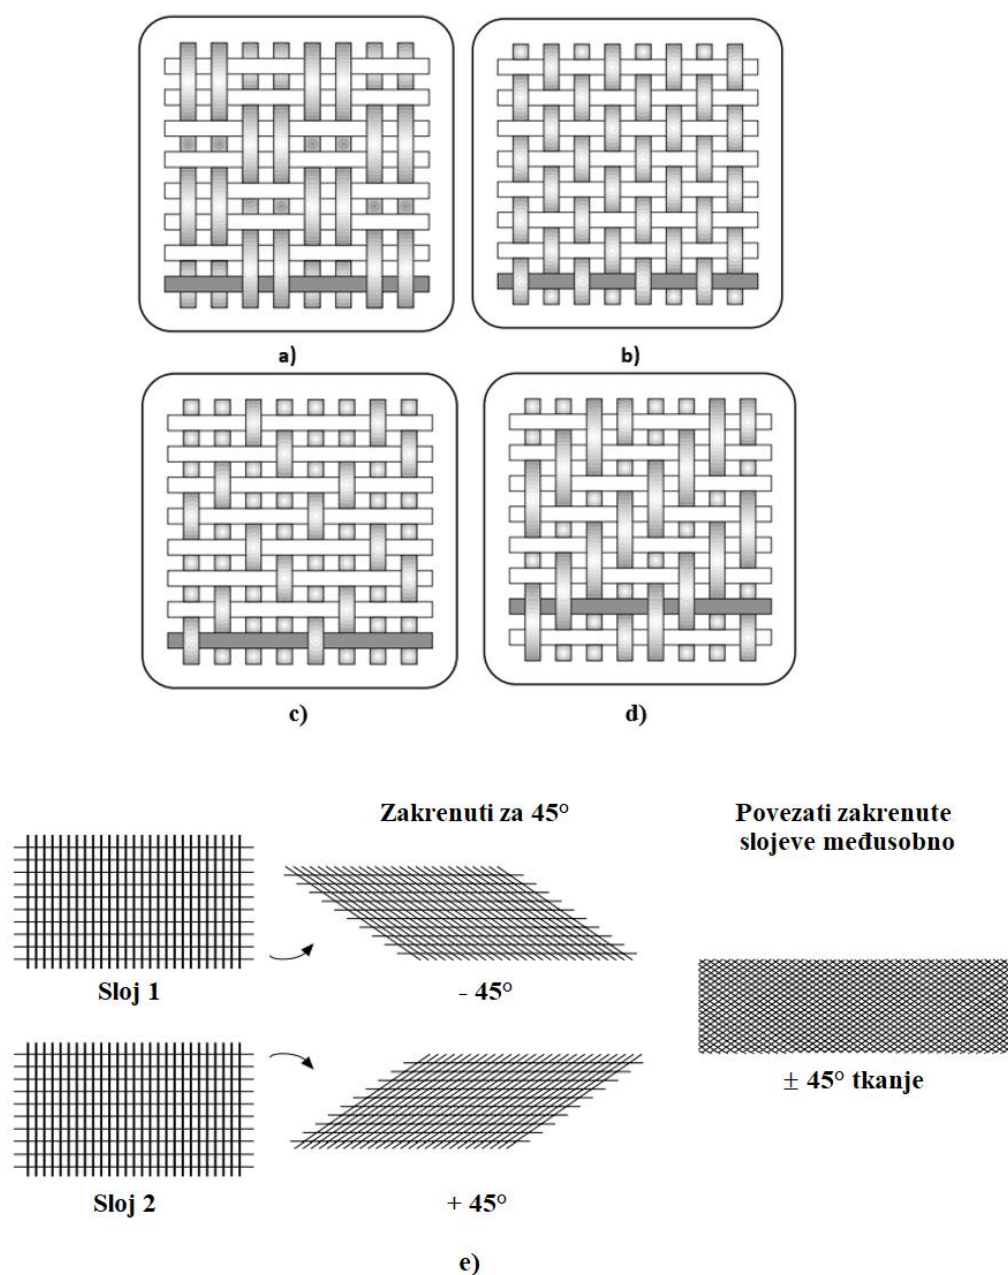 a)
b)
c)
d)
Zakrenuti za 45°
Povezati zakrenute
slojeve međusobno
Sloj 1
- 45°
± 45° tkanje
Sloj 2
+ 45°
e)